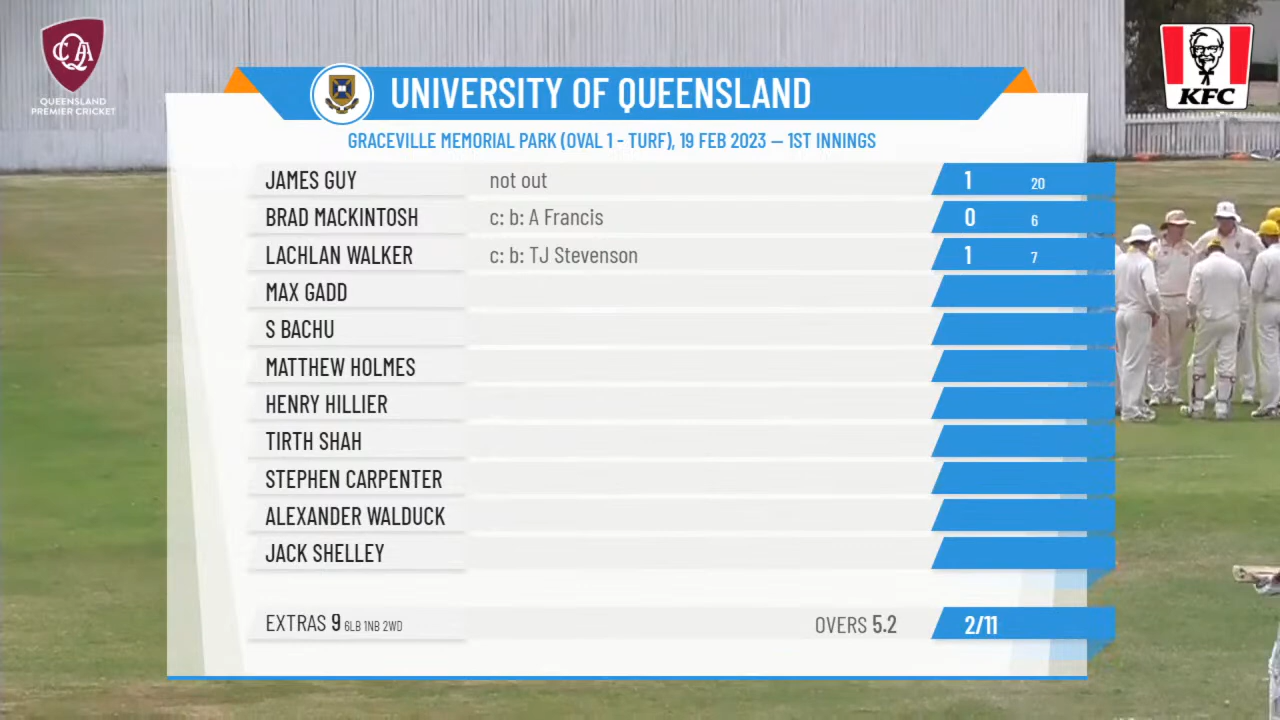 QUEENSLAND
PREMIER CRICKET
KFC
UNIVERSITY OF QUEENSLAND
GRACEVILLE MEMORIAL PARK (OVAL 1 - TURF), 19 FEB 2023 – 1ST INNINGS
JAMES GUY not out 1 20
BRAD MACKINTOSH c: b: A Francis 0 6
LACHLAN WALKER c: b: TJ Stevenson 1 7
MAX GADD
S BACHU
MATTHEW HOLMES
HENRY HILLIER
TIRTH SHAH
STEPHEN CARPENTER
ALEXANDER WALDUCK
JACK SHELLEY
EXTRAS 9 6LB 1NB 2WD OVERS 5.2 2/11